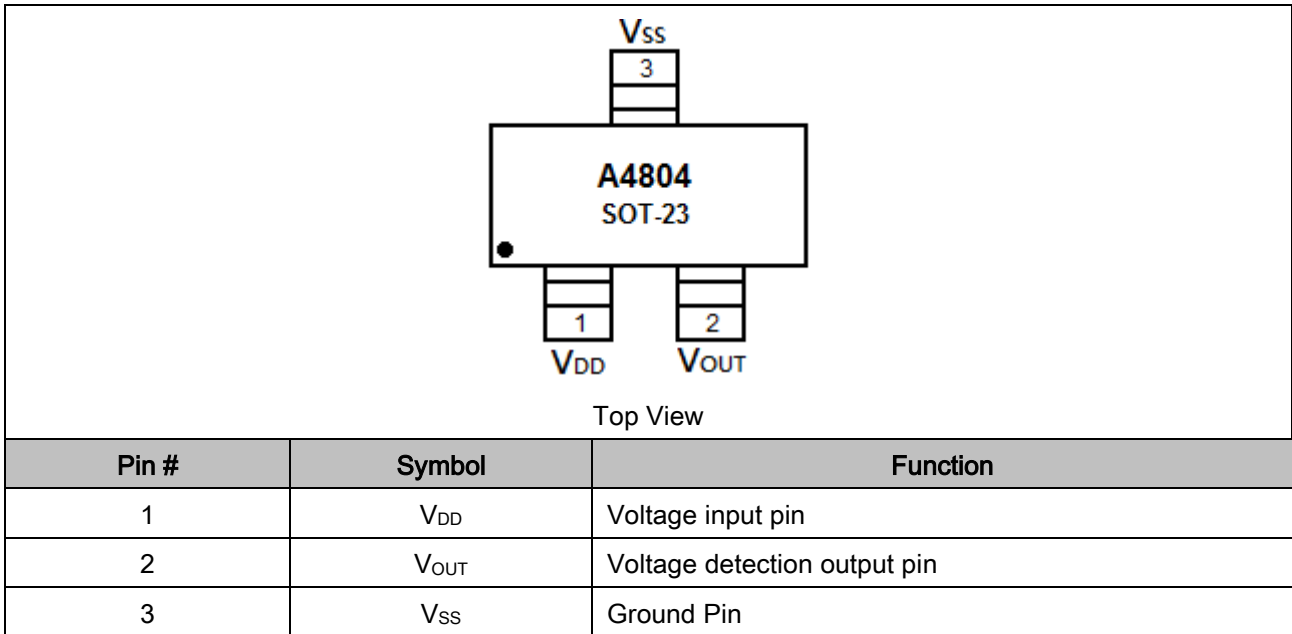 Vss
3
A4804
SOT-23
1 2
VDD VOUT
Top View
Pin # Symbol Function
1 VDD Voltage input pin
2 VOUT Voltage detection output pin
3 VSS Ground Pin